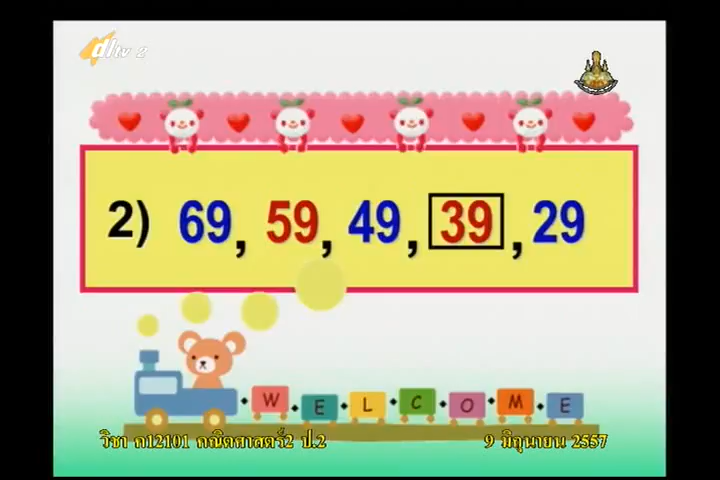 dltv 2
2) 69, 59, 49, 39, 29
WELCOME
วิชา ค12101 คณิตศาสตร์2 ป.2
9 มิถุนายน 2557